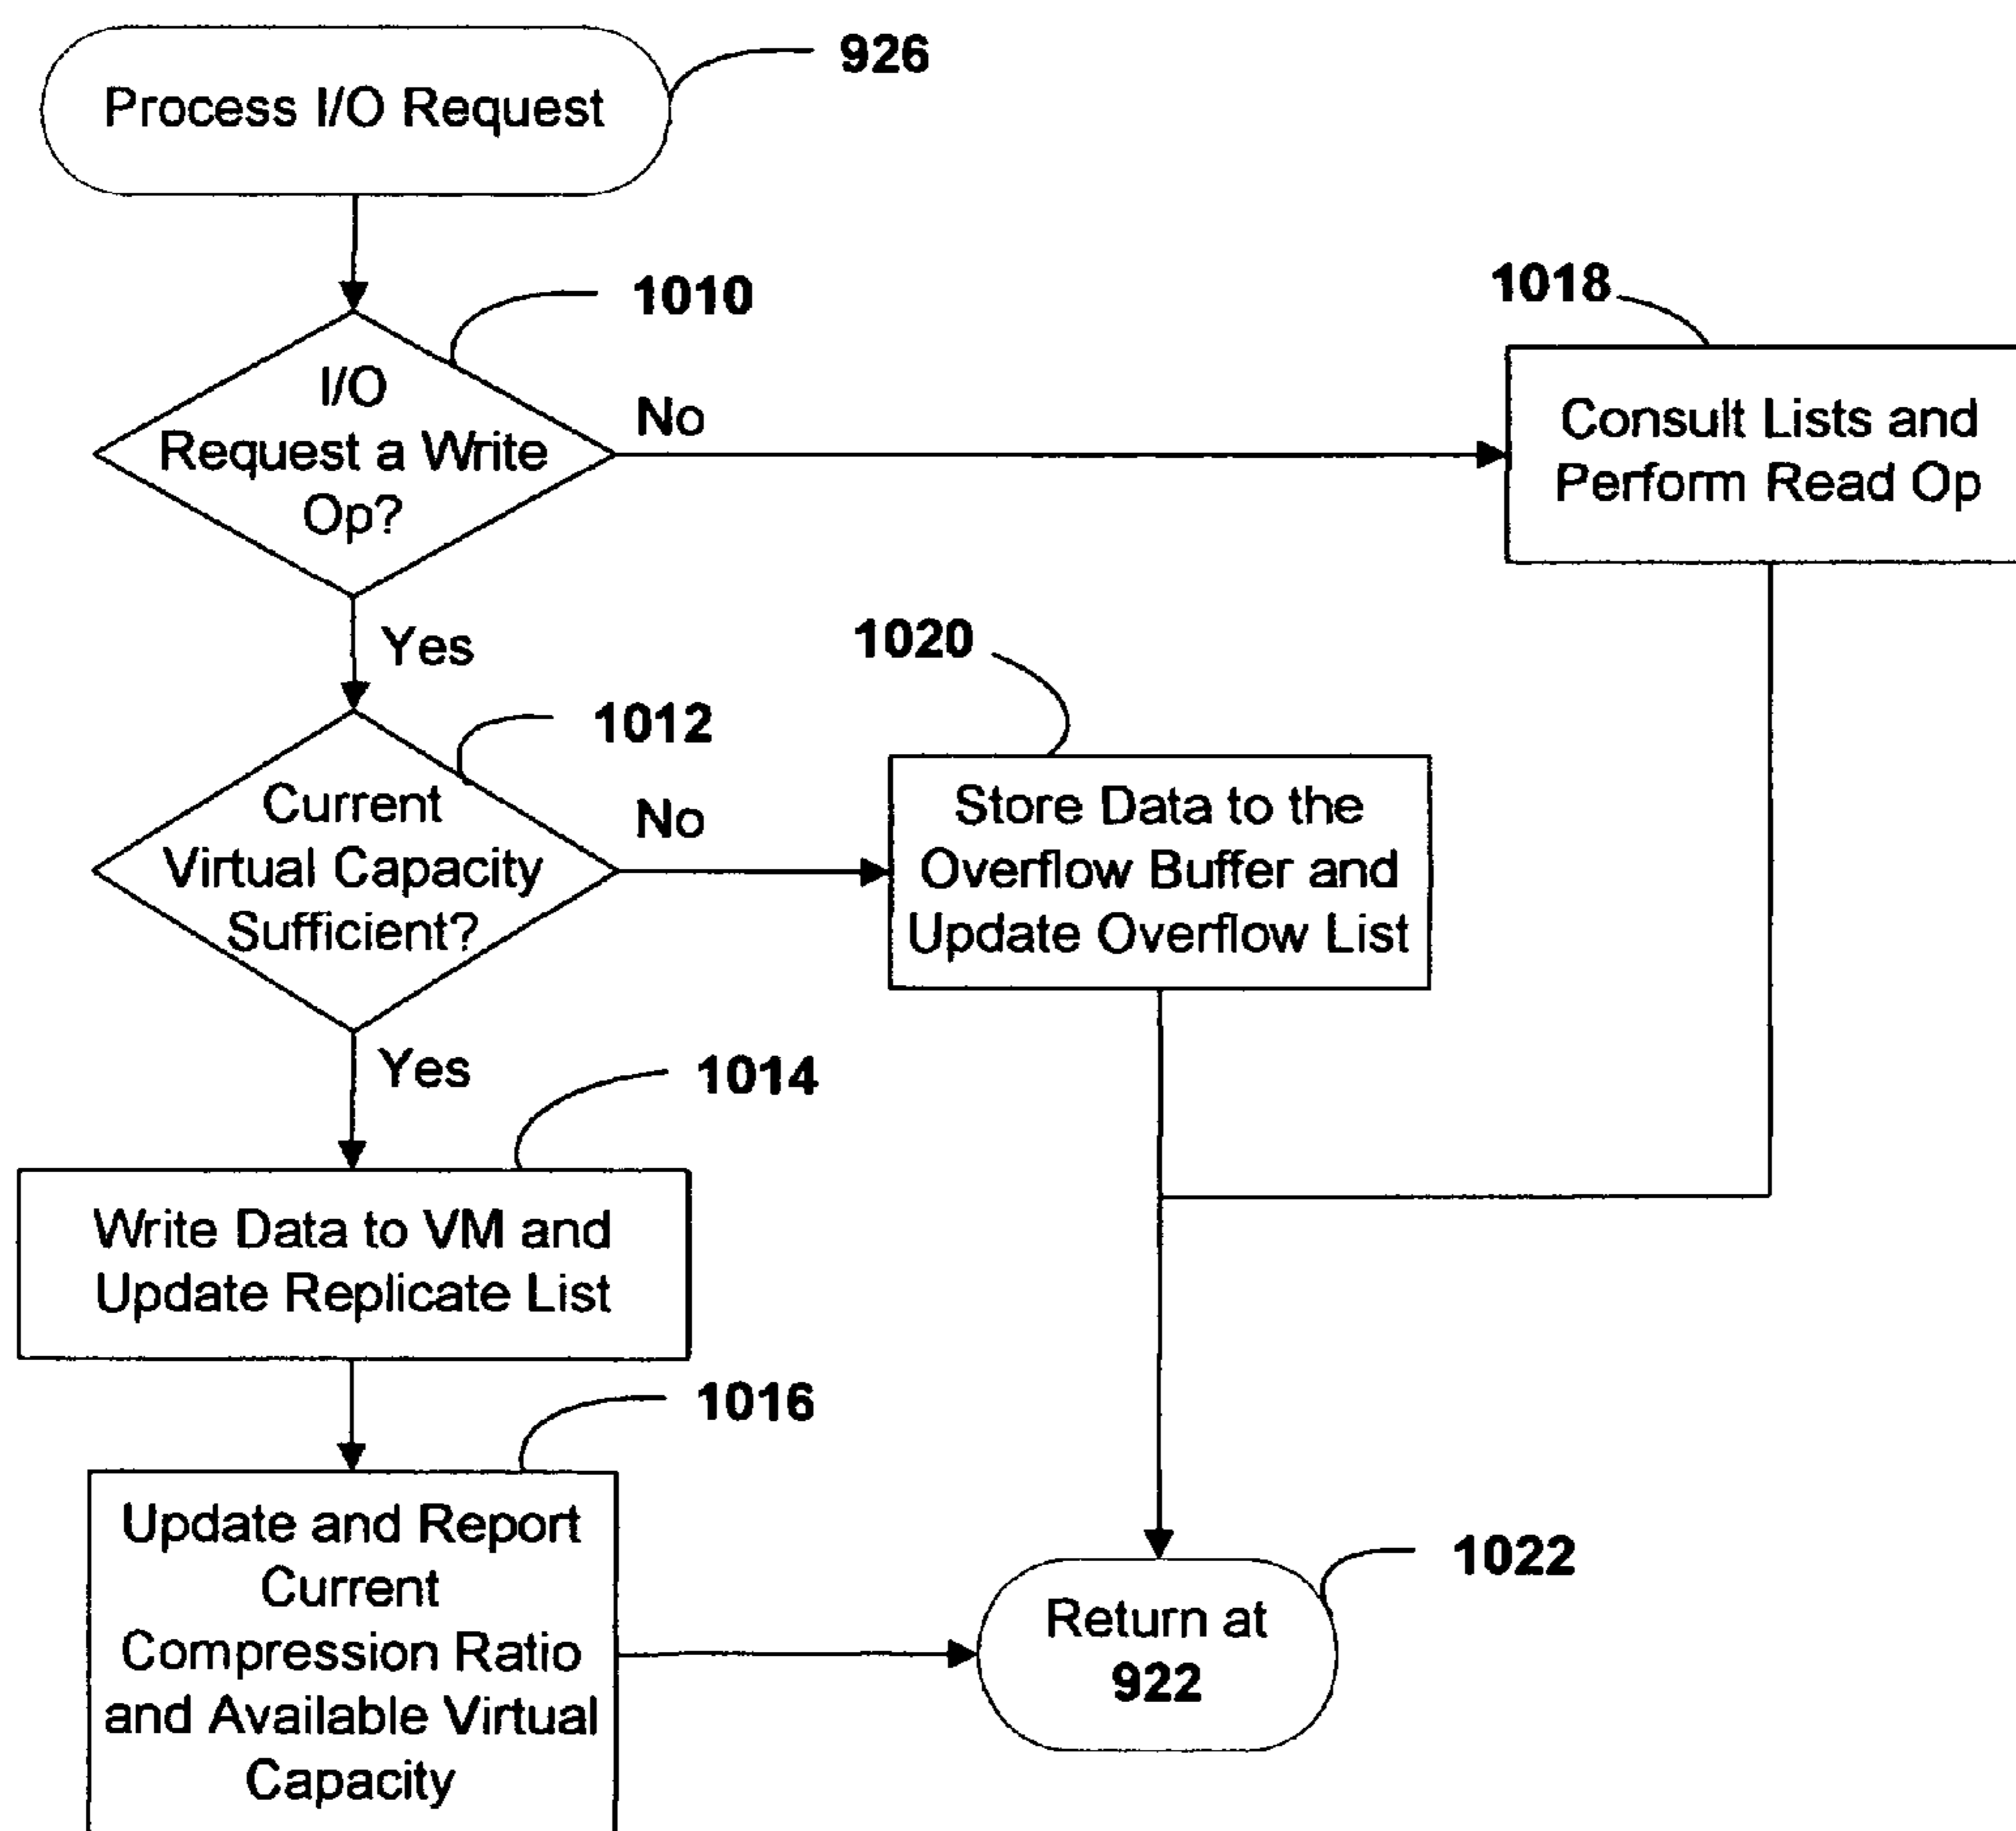 Process I/O Request
926
1010
I/O
Request a Write
Op?
No
1018
Consult Lists and
Perform Read Op
Yes
1012
Current
Virtual Capacity
Sufficient?
No
1020
Store Data to the
Overflow Buffer and
Update Overflow List
Yes
1014
Write Data to VM and
Update Replicate List
1016
Update and Report
Current
Compression Ratio
and Available Virtual
Capacity
1022
Return at
922